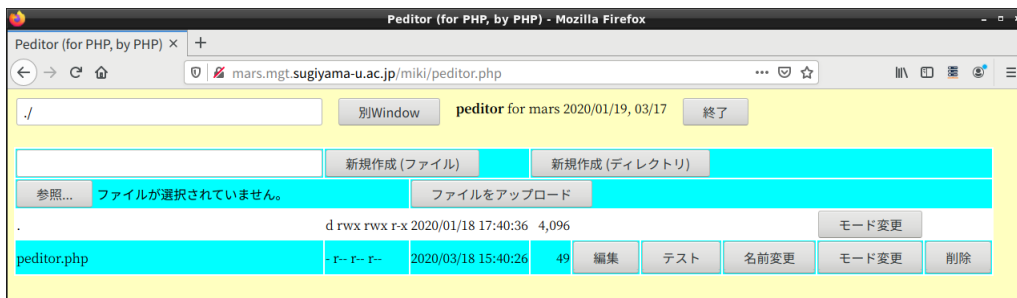 Peditor (for PHP, by PHP) - Mozilla Firefox
Peditor (for PHP, by PHP) × +
mars.mgt.sugiyama-u.ac.jp/miki/peditor.php
./ 別Window peditor for mars 2020/01/19, 03/17 終了
新規作成 (ファイル) 新規作成 (ディレクトリ)
参照... ファイルが選択されていません。 ファイルをアップロード
. d rwx rwx r-x 2020/01/18 17:40:36 4,096 モード変更
peditor.php - r-- r-- r-- 2020/03/18 15:40:26 49 編集 テスト 名前変更 モード変更 削除